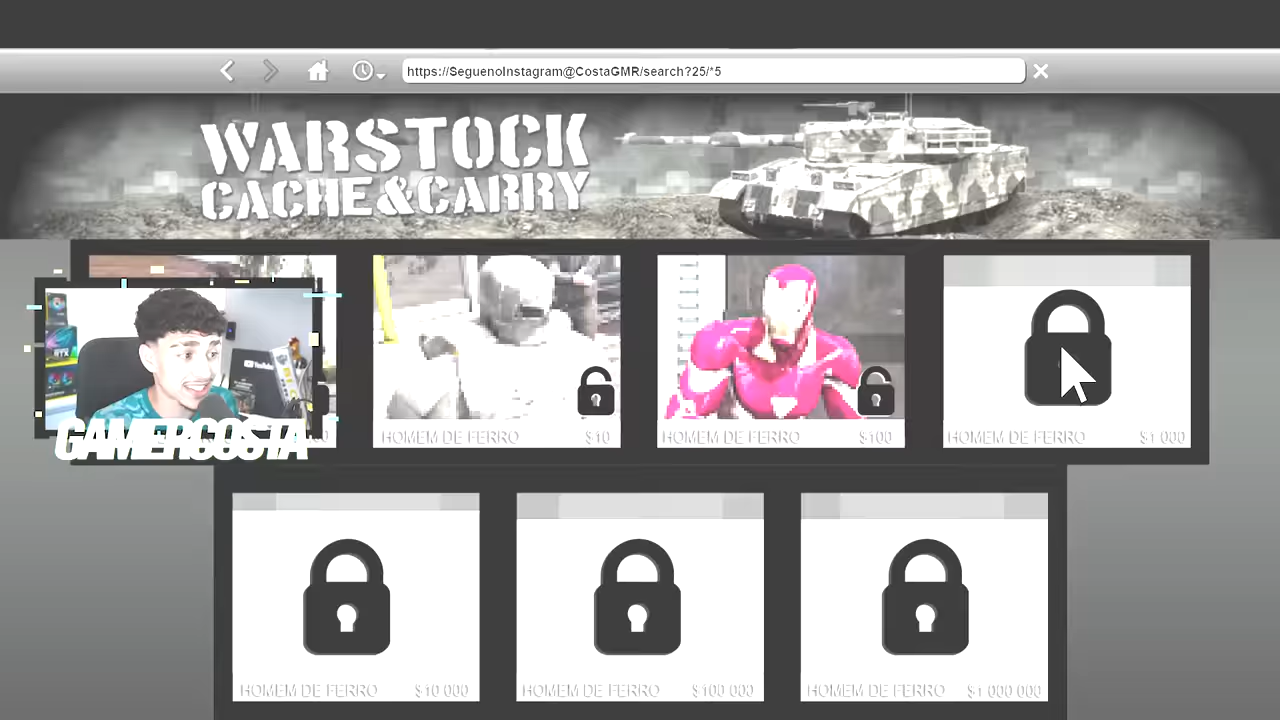 https://SeguenoInstagram@CostaGMR/search?25/*5
WARSTOCK
CACHE&CARRY
RTX
YouTube
GAMERCOSTA
HOMEM DE FERRO $10
HOMEM DE FERRO $100
HOMEM DE FERRO $1 000
HOMEM DE FERRO $10 000
HOMEM DE FERRO $100 000
HOMEM DE FERRO $1 000 000